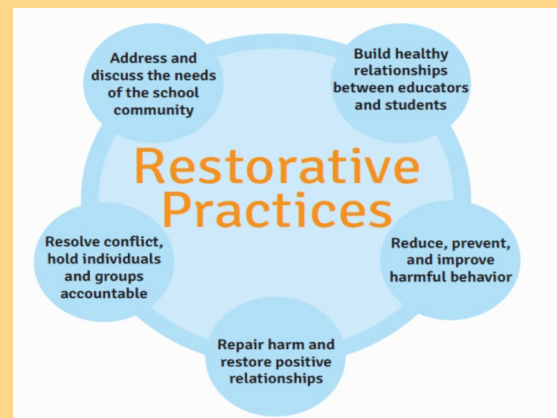 Address and
discuss the needs
of the school
community
Build healthy
relationships
between educators
and students
Restorative
Practices
Resolve conflict,
hold individuals
and groups
accountable
Reduce, prevent,
and improve
harmful behavior
Repair harm and
restore positive
relationships